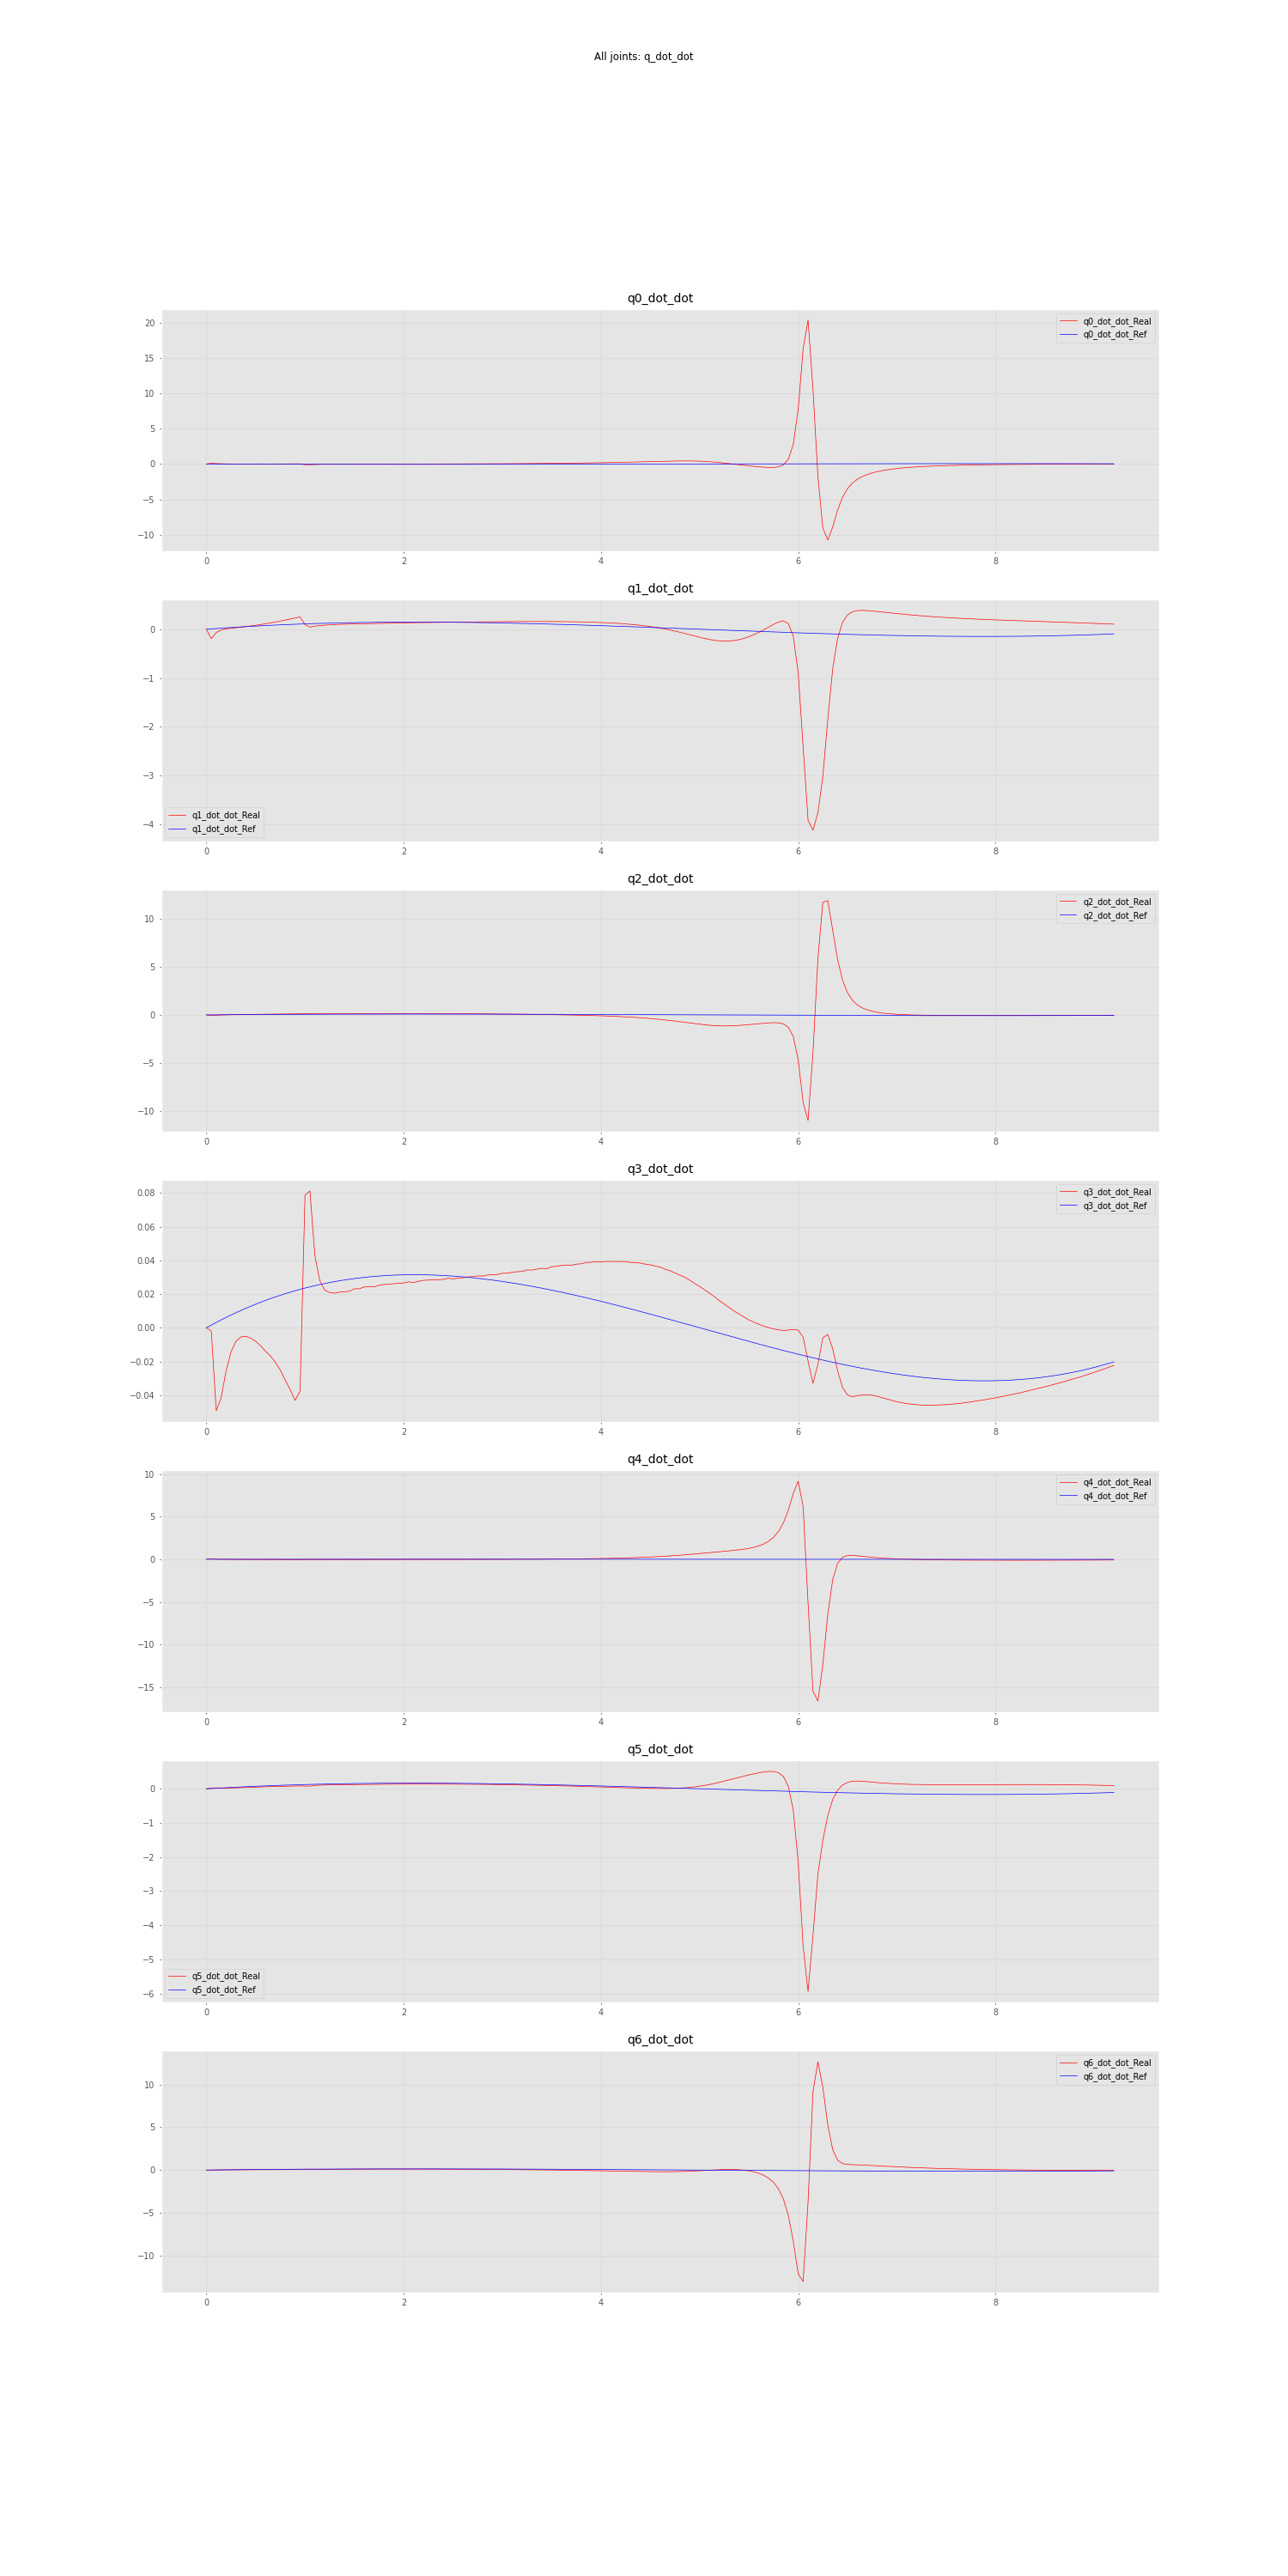 All joints: q_dot_dot
q0_dot_dot
20
15
10
5
0
−5
−10
q0_dot_dot_Real
q0_dot_dot_Ref
0 2 4 6 8
q1_dot_dot
0
−1
−2
−3
−4
q1_dot_dot_Real
q1_dot_dot_Ref
0 2 4 6 8
q2_dot_dot
10
5
0
−5
−10
q2_dot_dot_Real
q2_dot_dot_Ref
0 2 4 6 8
q3_dot_dot
0.08
0.06
0.04
0.02
0.00
−0.02
−0.04
q3_dot_dot_Real
q3_dot_dot_Ref
0 2 4 6 8
q4_dot_dot
10
5
0
−5
−10
−15
q4_dot_dot_Real
q4_dot_dot_Ref
0 2 4 6 8
q5_dot_dot
0
−1
−2
−3
−4
−5
−6
q5_dot_dot_Real
q5_dot_dot_Ref
0 2 4 6 8
q6_dot_dot
10
5
0
−5
−10
q6_dot_dot_Real
q6_dot_dot_Ref
0 2 4 6 8